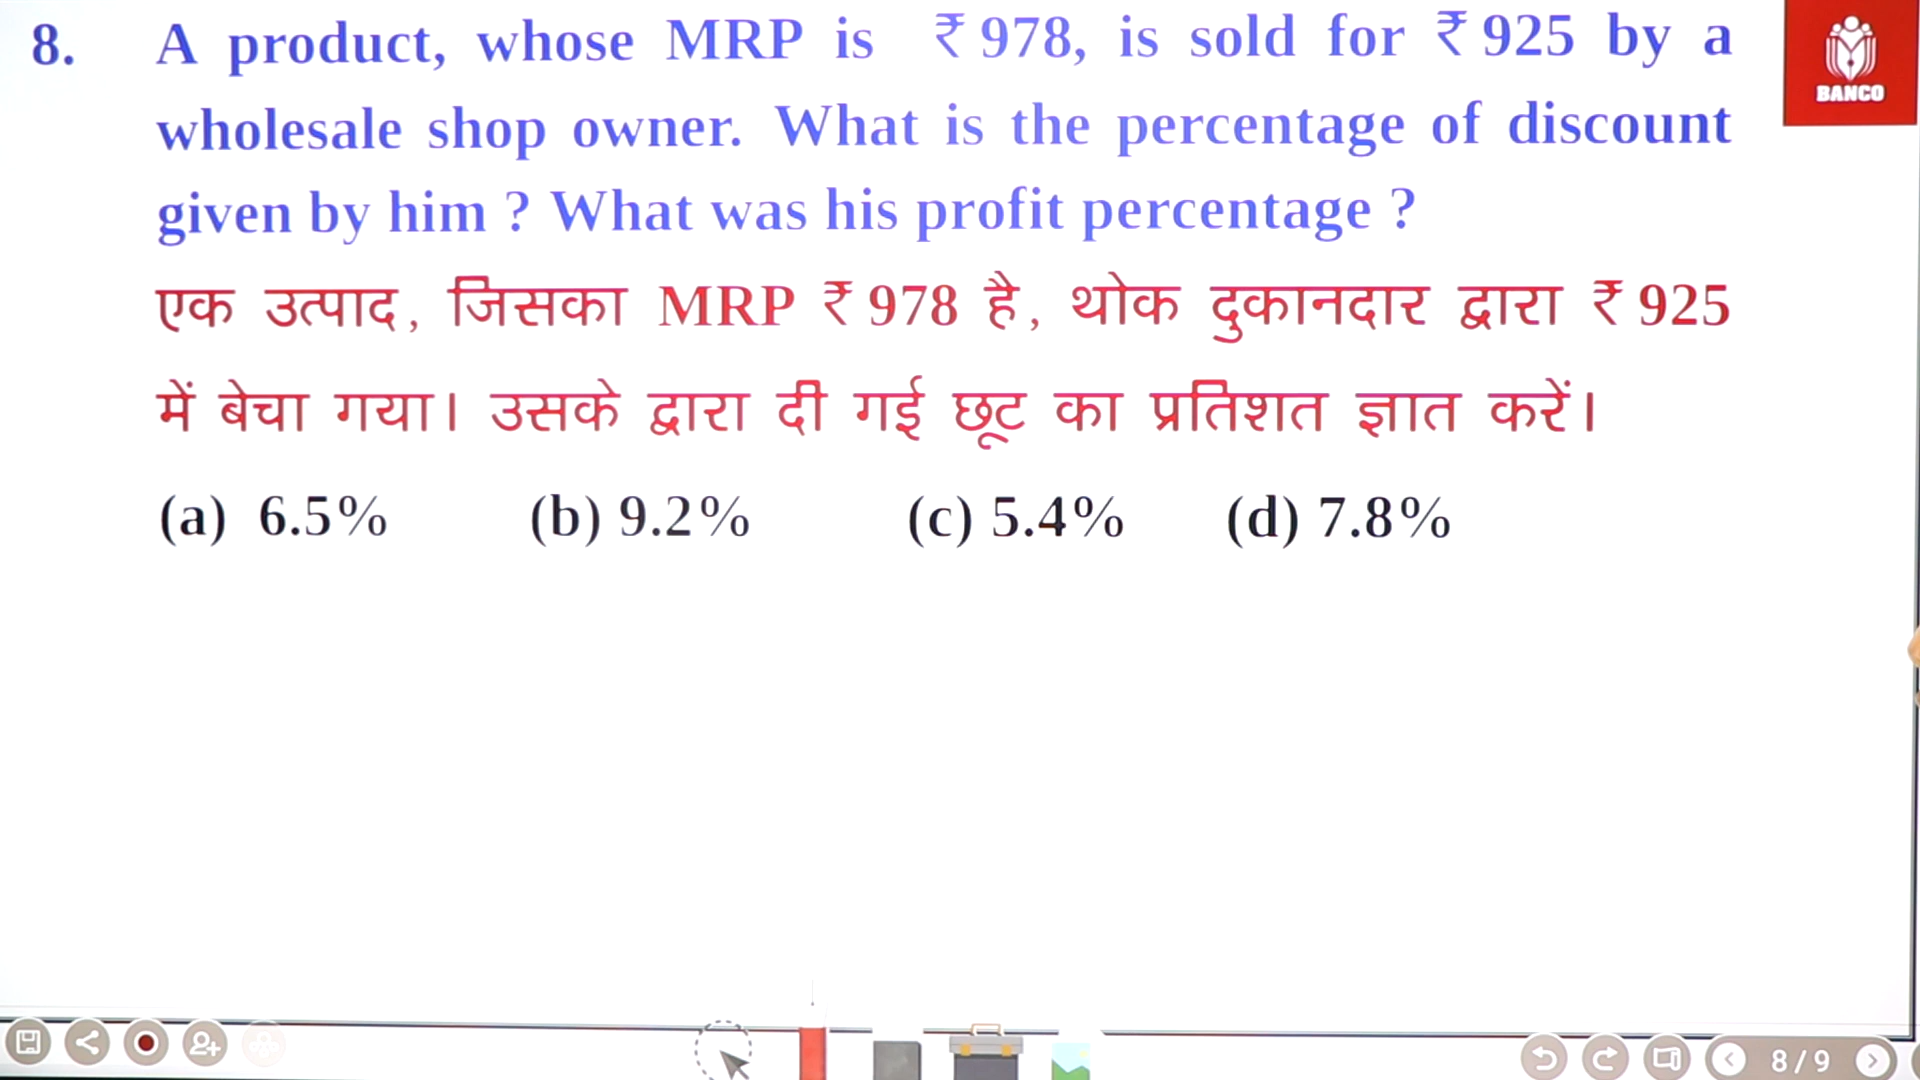 8. A product, whose MRP is ₹ 978, is sold for ₹ 925 by a
wholesale shop owner. What is the percentage of discount
given by him ? What was his profit percentage ?
एक उत्पाद, जिसका MRP ₹ 978 है, थोक दुकानदार द्वारा ₹ 925
में बेचा गया। उसके द्वारा दी गई छूट का प्रतिशत ज्ञात करें।
(a) 6.5% (b) 9.2% (c) 5.4% (d) 7.8%
BANCO
8/9